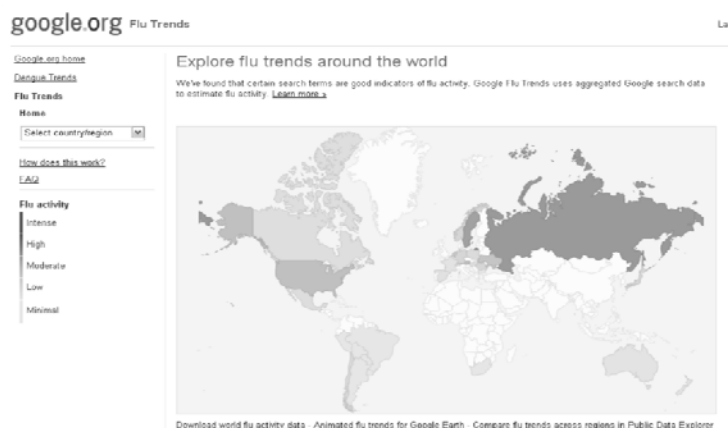 google.org Flu Trends
La
Google.org home
Dengue Trends
Flu Trends
Home
Select country/region
How does this work?
FAQ
Flu activity
Intense
High
Moderate
Low
Minimal
Explore flu trends around the world
We've found that certain search terms are good indicators of flu activity. Google Flu Trends uses aggregated Google search data
to estimate flu activity. Learn more »
Download world flu activity data - Animated flu trends for Google Earth - Compare flu trends across regions in Public Data Explorer